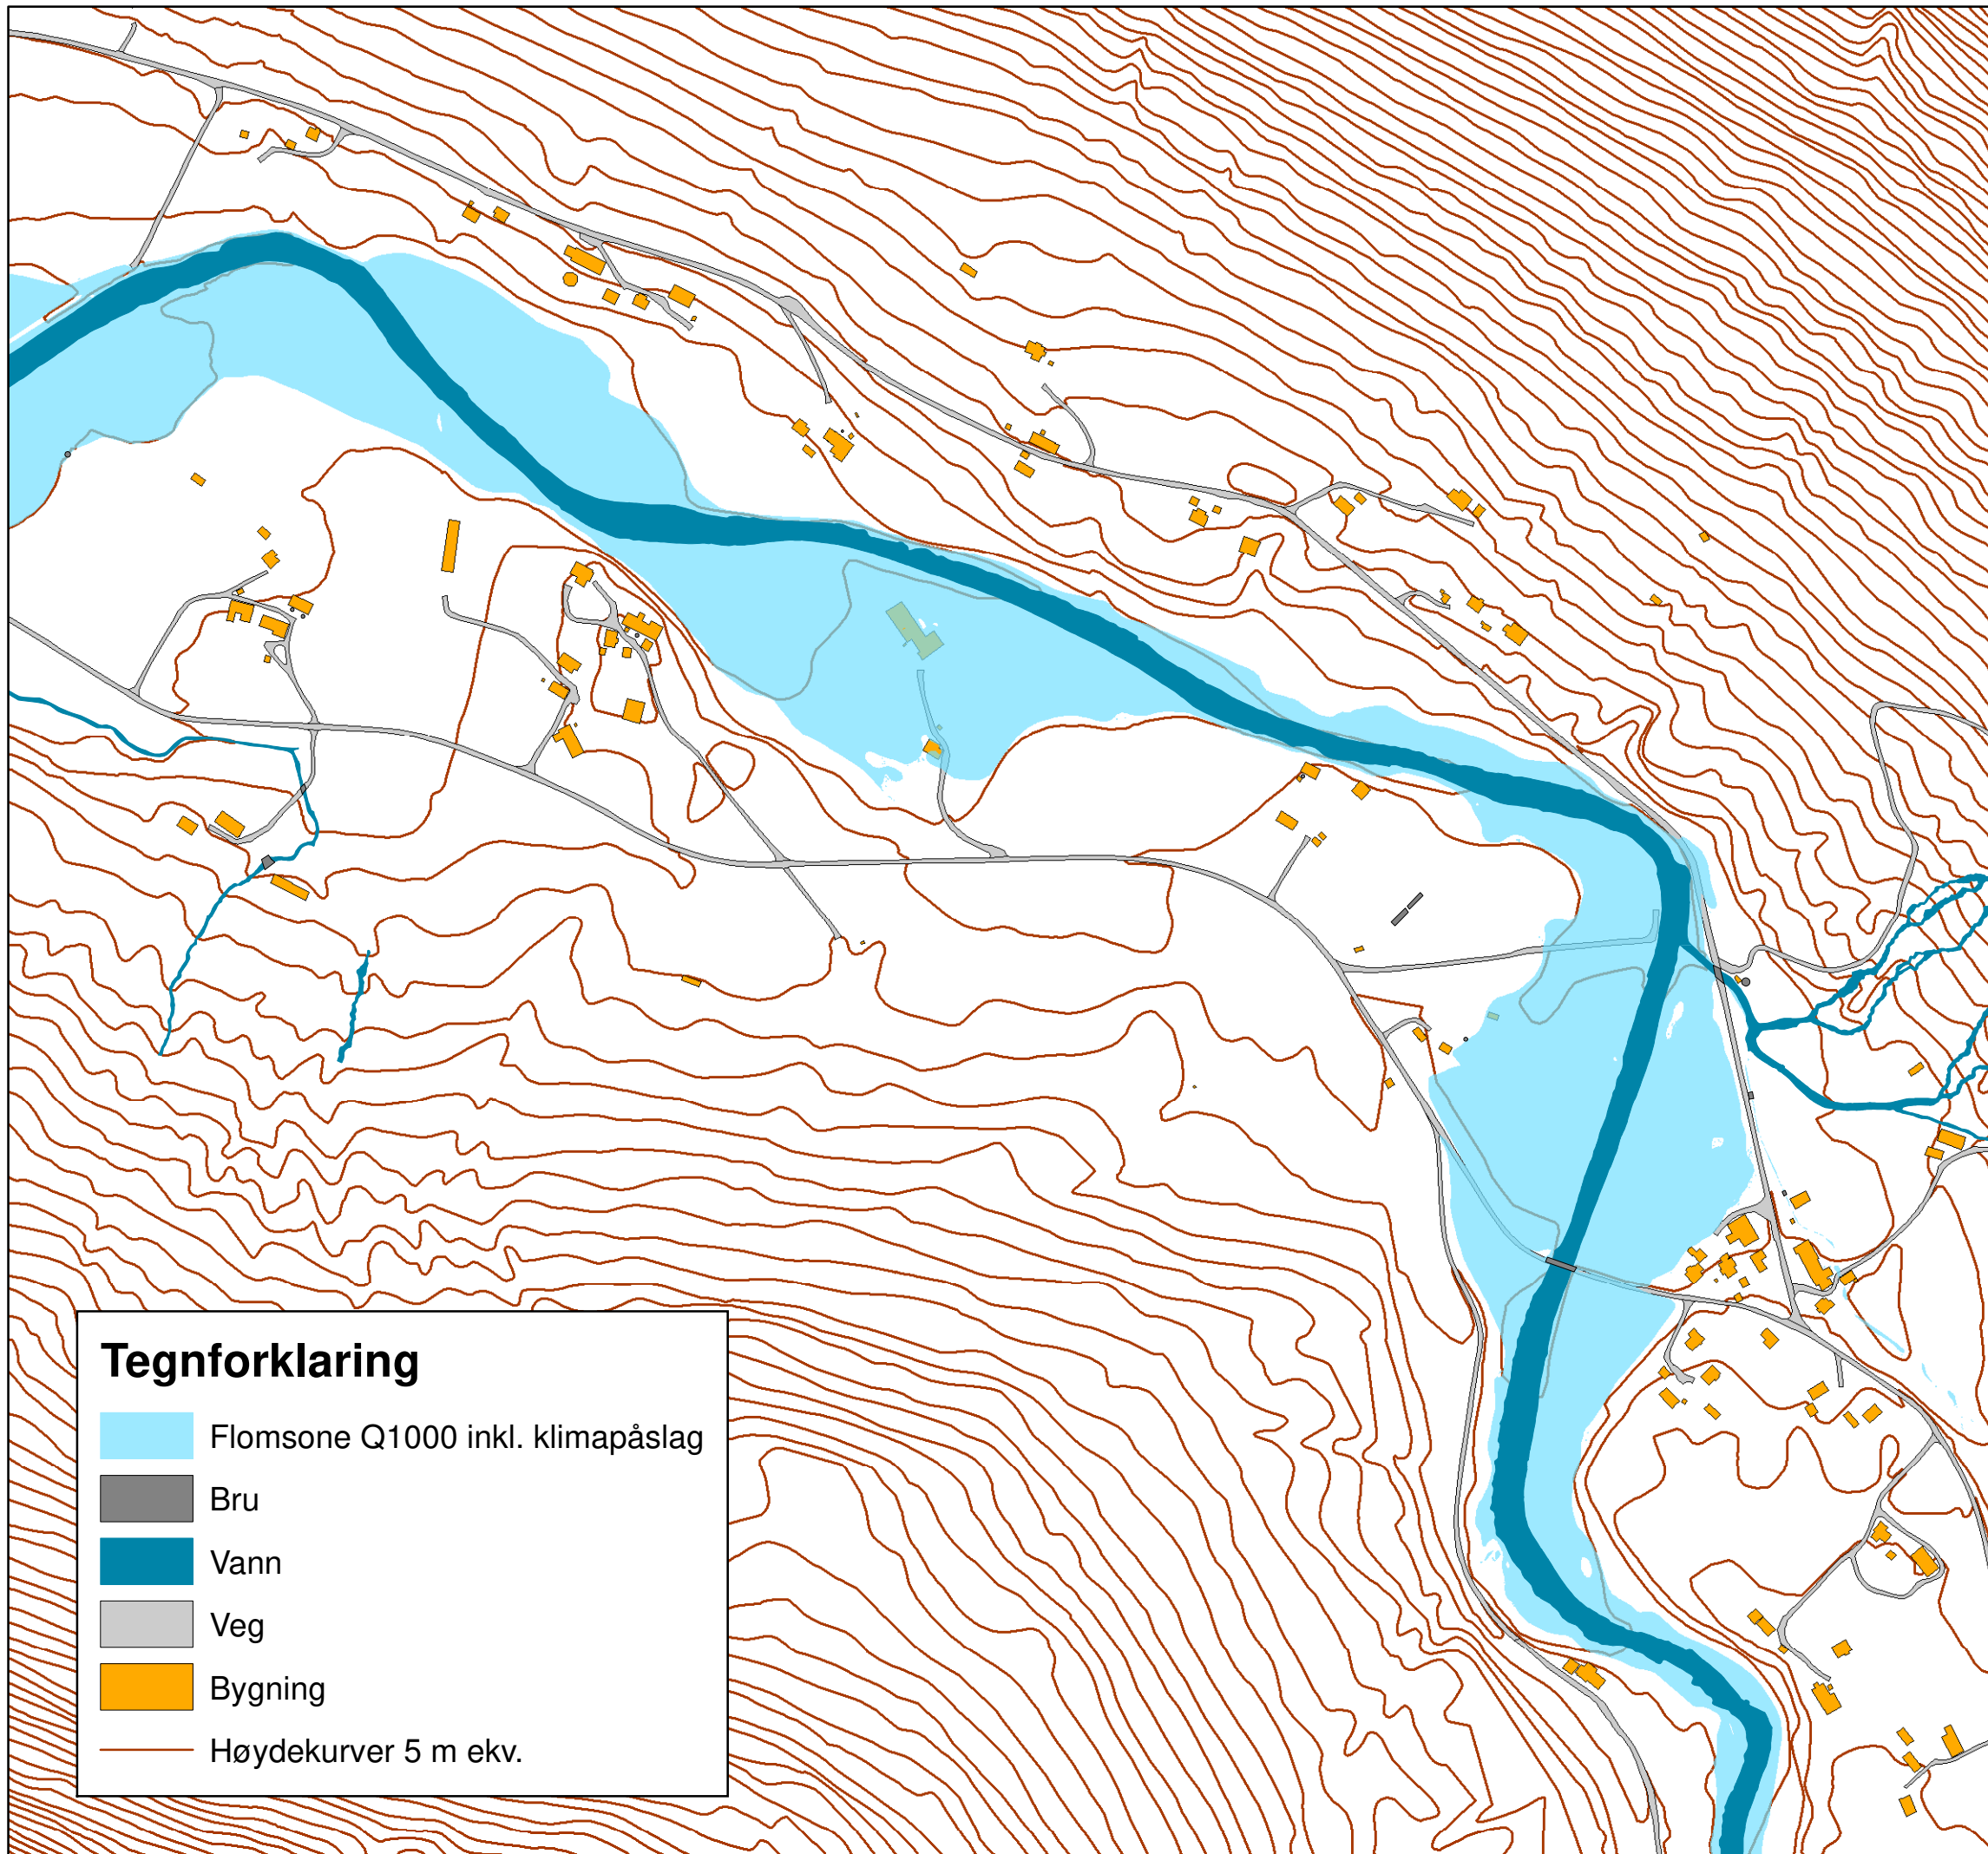 Tegnforklaring
Flomsone Q1000 inkl. klimapåslag
Bru
Vann
Veg
Bygning
Høydekurver 5 m ekv.